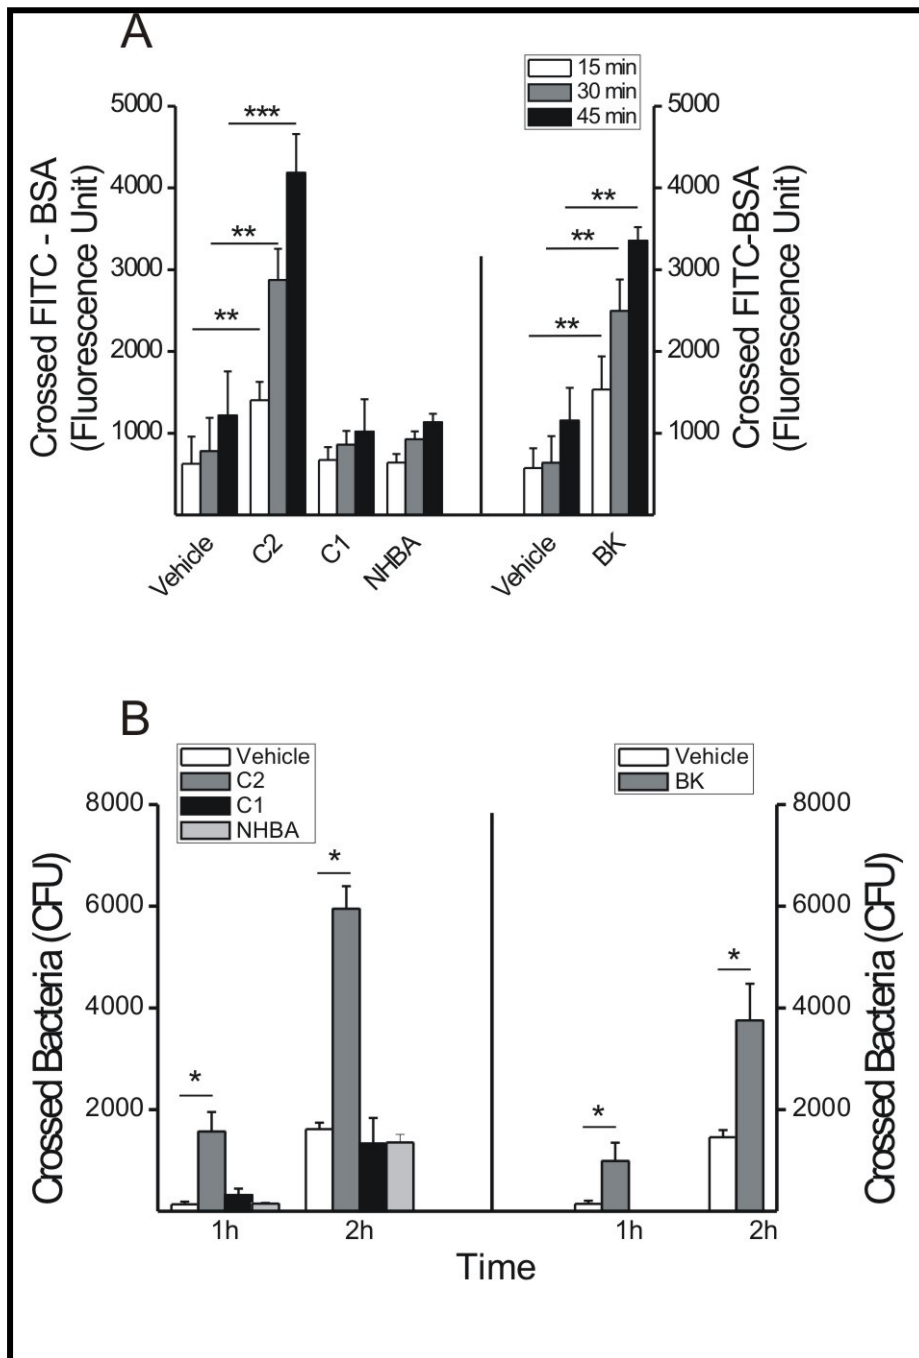 A
15 min
30 min
45 min
Crossed FITC - BSA
(Fluorescence Unit)
5000
4000
3000
2000
1000
***
**
**
**
**
**
5000
4000
3000
2000
1000
Crossed FITC-BSA
(Fluorescence Unit)
Vehicle
C2
C1
NHBA
Vehicle
BK
B
Vehicle
C2
C1
NHBA
Vehicle
BK
Crossed Bacteria (CFU)
8000
6000
4000
2000
*
*
*
*
8000
6000
4000
2000
Crossed Bacteria (CFU)
1h
2h
1h
2h
Time